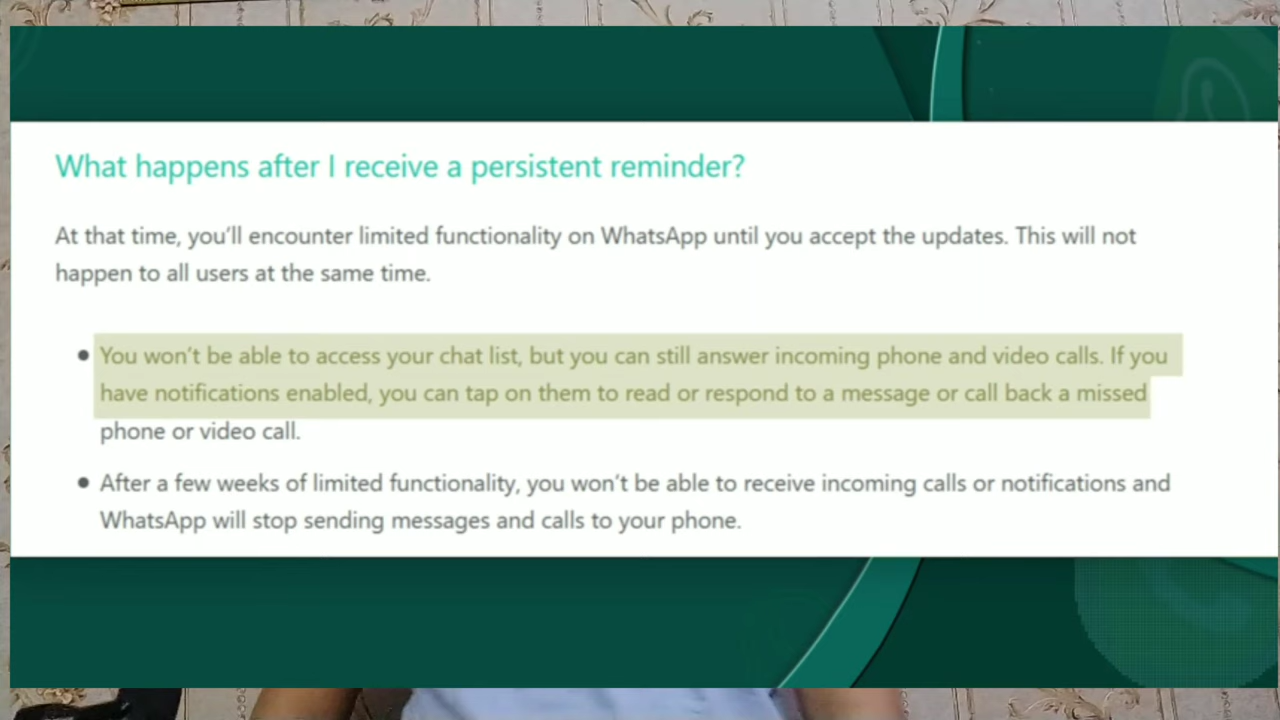 What happens after I receive a persistent reminder?
At that time, you'll encounter limited functionality on WhatsApp until you accept the updates. This will not
happen to all users at the same time.
You won't be able to access your chat list, but you can still answer incoming phone and video calls. If you
have notifications enabled, you can tap on them to read or respond to a message or call back a missed
phone or video call.
After a few weeks of limited functionality, you won't be able to receive incoming calls or notifications and
WhatsApp will stop sending messages and calls to your phone.